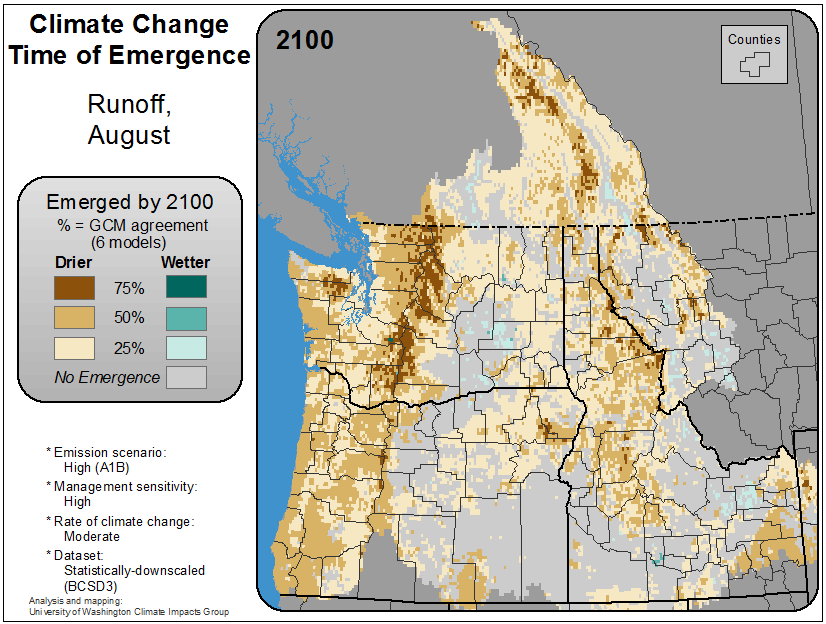 Climate Change
Time of Emergence
Runoff,
August
Emerged by 2100
% = GCM agreement
(6 models)
Drier Wetter
75%
50%
25%
No Emergence
* Emission scenario:
High (A1B)
* Management sensitivity:
High
* Rate of climate change:
Moderate
* Dataset:
Statistically-downscaled
(BCSD3)
Analysis and mapping:
University of Washington Climate Impacts Group
2100
Counties